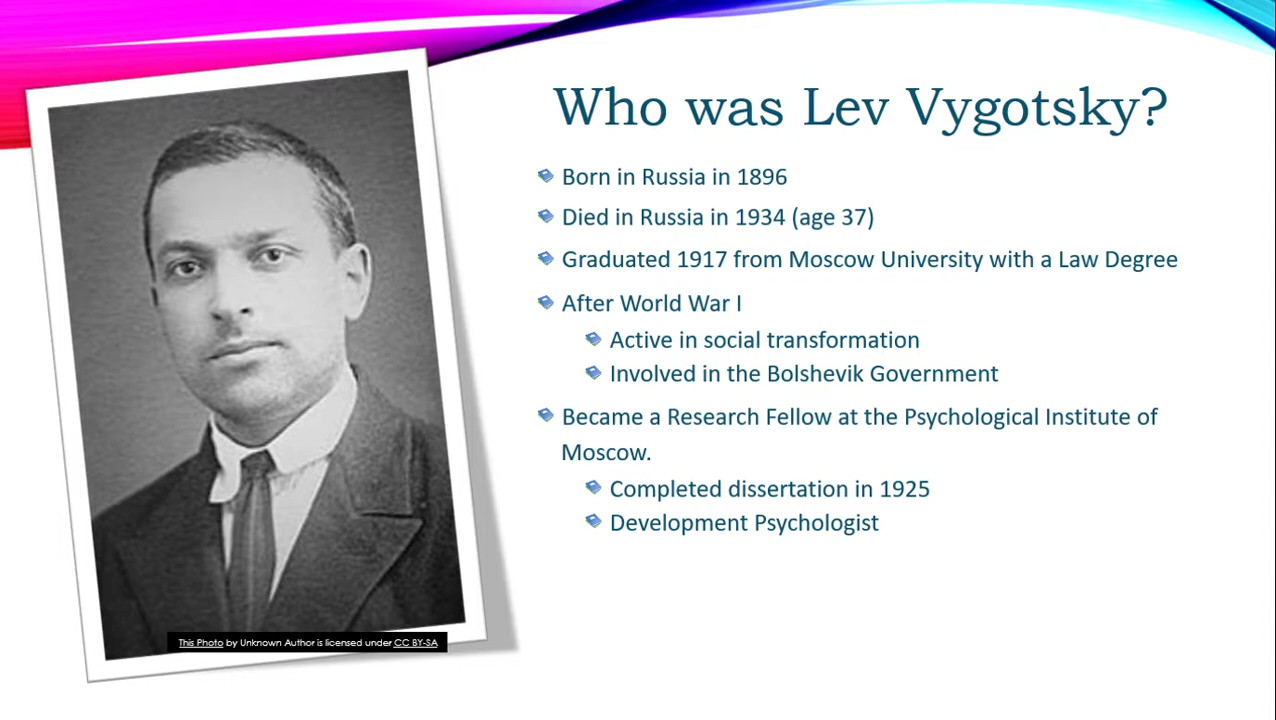 Who was Lev Vygotsky?
Born in Russia in 1896
Died in Russia in 1934 (age 37)
Graduated 1917 from Moscow University with a Law Degree
After World War I
Active in social transformation
Involved in the Bolshevik Government
Became a Research Fellow at the Psychological Institute of
Moscow.
Completed dissertation in 1925
Development Psychologist
This Photo by Unknown Author is licensed under CC BY-SA